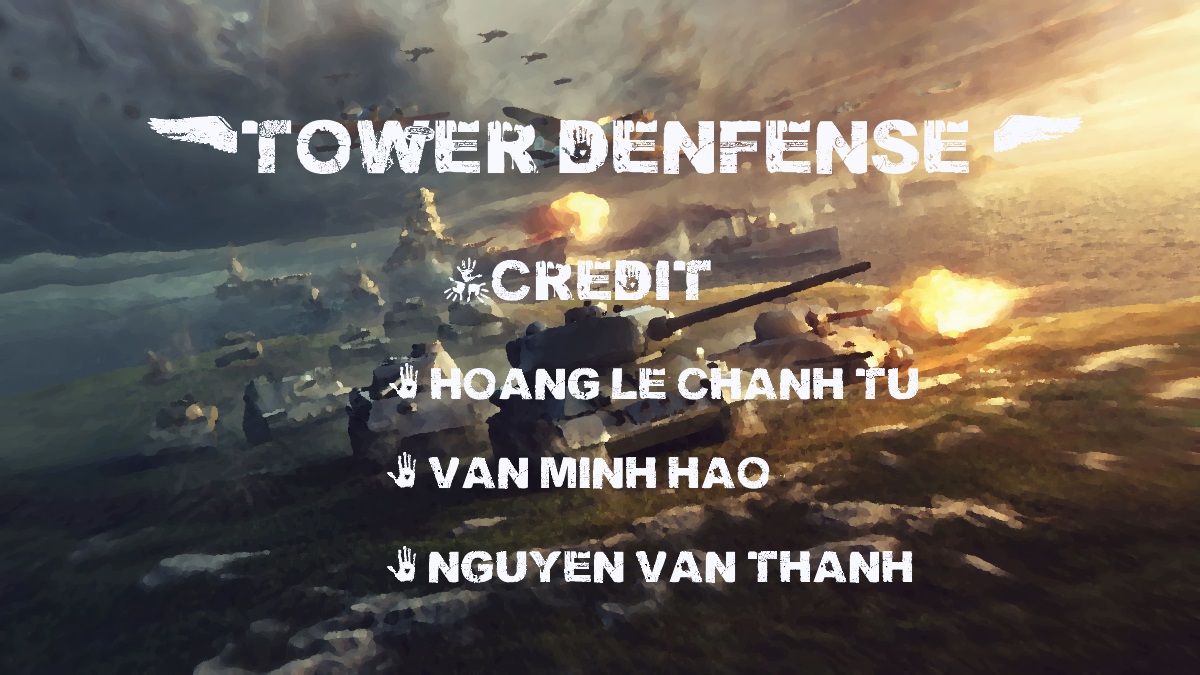 TOWER DENFENSE
CREDIT
HOANG LE CHANH TU
VAN MINH HAO
NGUYEN VAN THANH